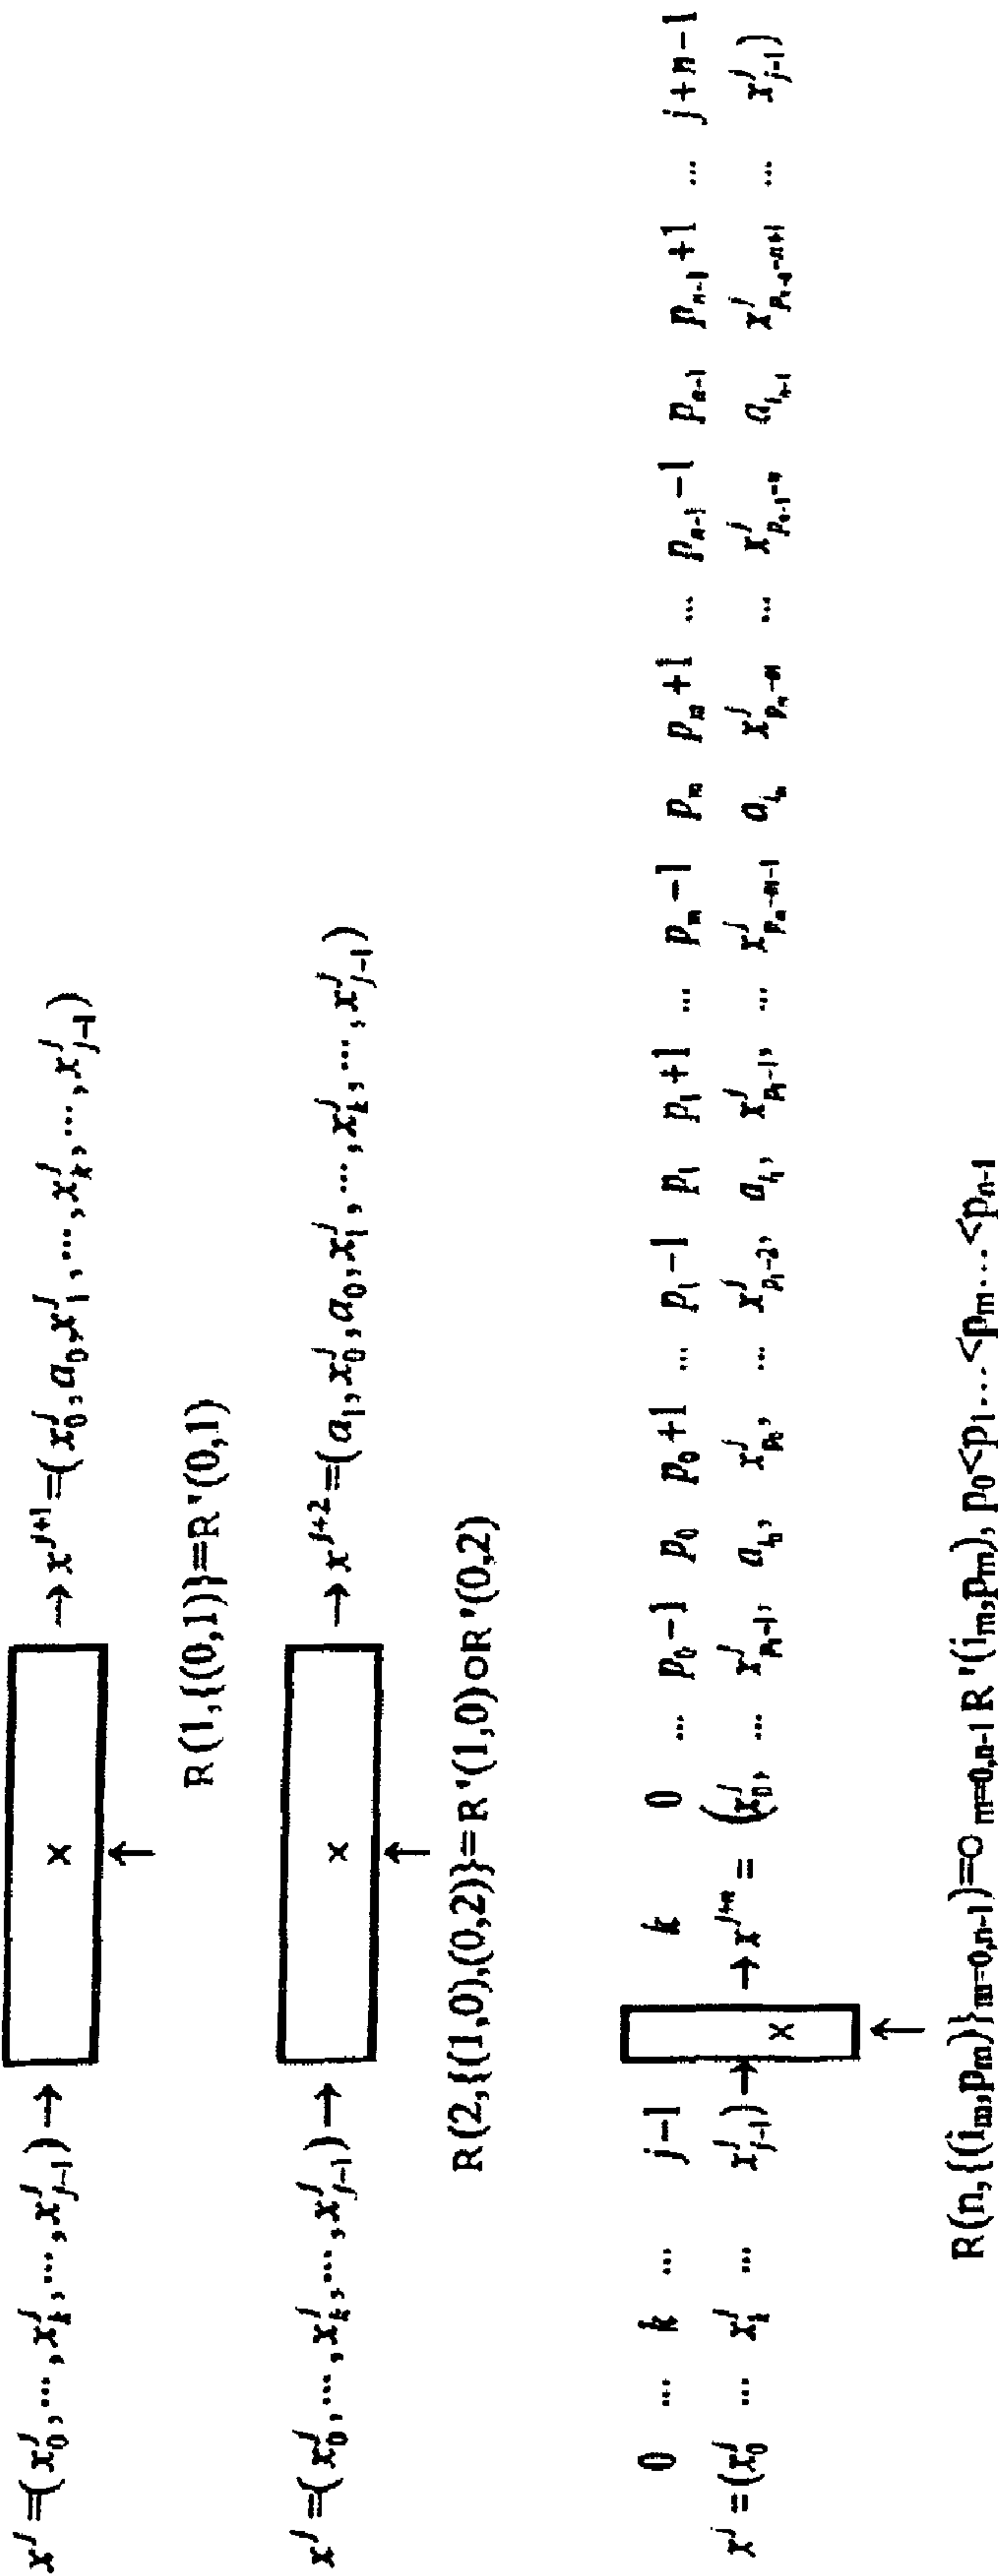 x^j=(x_0^j,⋯,x_k^j,⋯,x_{j-1}^j)→ × →x^{j+1}=(x_0^j,a_0,x_1^j,⋯,x_k^j,⋯,x_{j-1}^j)
↑
R(1,{(0,1)}=R'(0,1)
x^j=(x_0^j,⋯,x_k^j,⋯,x_{j-1}^j)→ × →x^{j+2}=(a_1,x_0^j,a_0,x_1^j,⋯,x_k^j,⋯,x_{j-1}^j)
↑
R(2,{(1,0),(0,2)}=R'(1,0)oR'(0,2)
0 ⋯ k ⋯ j-1 k 0 ⋯ p_0-1 p_0 p_0+1 ⋯ p_1-1 p_1 p_1+1 ⋯ p_m-1 p_m p_m+1 ⋯ p_{n-1}-1 p_{n-1} p_{n-1}+1 ⋯ j+n-1
x^j=(x_0^j ⋯ x_k^j ⋯ x_{j-1}^j)→ × →x^{j+n}=(x_0^j, ⋯ x_{p_0-1}^j, a_{i_0}, x_{p_0}^j, ⋯ x_{p_1-2}^j, a_{i_1}, x_{p_1-1}^j, ⋯ x_{p_m-m-1}^j a_{i_m} x_{p_m-m}^j ⋯ x_{p_{n-1}-n}^j a_{i_{n-1}} x_{p_{n-1}-n+1}^j ⋯ x_{j-1}^j)
↑
R(n,{(i_m,p_m)}_{m=0,n-1})=○_{m=0,n-1}R'(i_m,p_m), p_0<p_1⋯<p_m⋯<p_{n-1}